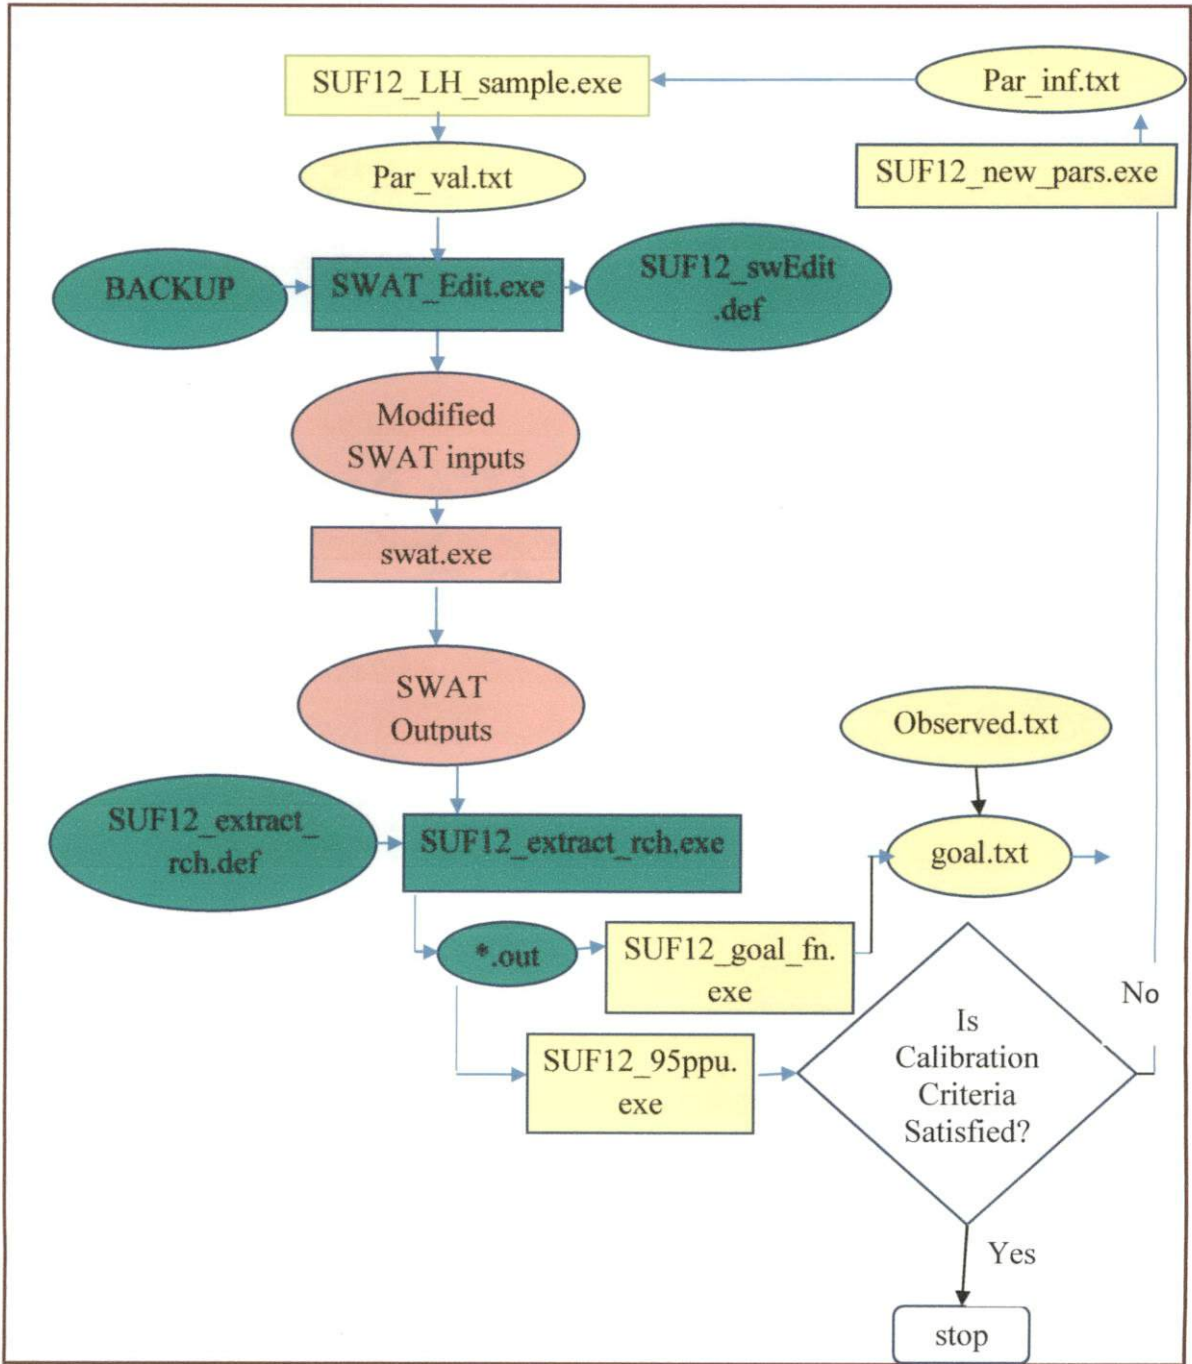 SUF12_LH_sample.exe
Par_inf.txt
Par_val.txt
SUF12_new_pars.exe
BACKUP
SWAT_Edit.exe
SUF12_swEdit
.def
Modified
SWAT inputs
swat.exe
SWAT
Outputs
Observed.txt
SUF12_extract_
rch.def
SUF12_extract_rch.exe
goal.txt
*.out
SUF12_goal_fn.
exe
No
SUF12_95ppu.
exe
Is
Calibration
Criteria
Satisfied?
Yes
stop